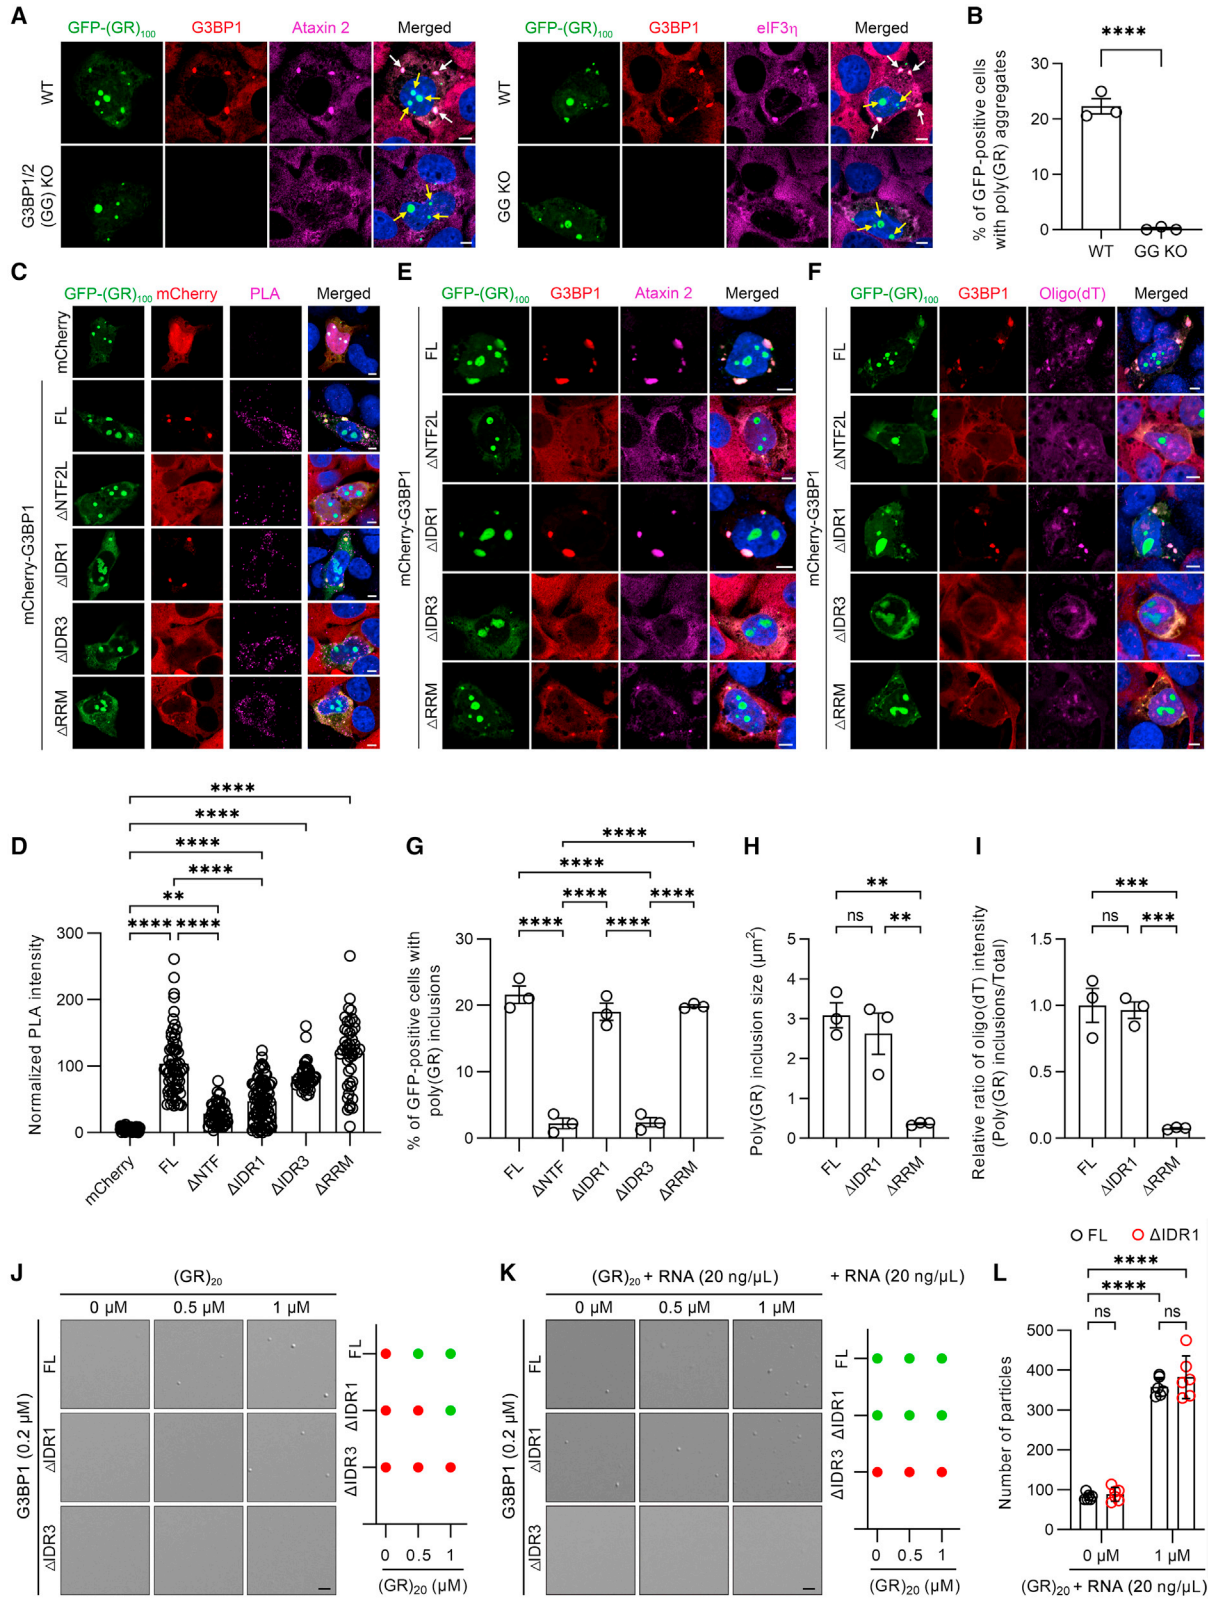 A
GFP-(GR)100 G3BP1 Ataxin 2 Merged
WT
G3BP1/2 (GG) KO
GFP-(GR)100 G3BP1 eIF3η Merged
WT
GG KO
B
****
% of GFP-positive cells
with poly(GR) aggregates
30
20
10
0
WT GG KO
C
GFP-(GR)100 mCherry PLA Merged
mCherry
mCherry-G3BP1
FL
ΔNTF2L
ΔIDR1
ΔIDR3
ΔRRM
E
GFP-(GR)100 G3BP1 Ataxin 2 Merged
mCherry-G3BP1
FL
ΔNTF2L
ΔIDR1
ΔIDR3
ΔRRM
F
GFP-(GR)100 G3BP1 Oligo(dT) Merged
mCherry-G3BP1
FL
ΔNTF2L
ΔIDR1
ΔIDR3
ΔRRM
D
****
****
****
****
**
**** ****
Normalized PLA intensity
300
200
100
0
mCherry FL ΔNTF ΔIDR1 ΔIDR3 ΔRRM
G
****
****
**** ****
**** ****
% of GFP-positive cells with
poly(GR) inclusions
30
20
10
0
FL ΔNTF ΔIDR1 ΔIDR3 ΔRRM
H
**
ns **
Poly(GR) inclusion size (μm2)
5
4
3
2
1
0
FL ΔIDR1 ΔRRM
I
***
ns ***
Relative ratio of oligo(dT) intensity
(Poly(GR) inclusions/Total)
1.5
1.0
0.5
0.0
FL ΔIDR1 ΔRRM
J
(GR)20
0 μM 0.5 μM 1 μM
G3BP1 (0.2 μM)
FL
ΔIDR1
ΔIDR3
FL
ΔIDR1
ΔIDR3
0 0.5 1
(GR)20 (μM)
K
(GR)20 + RNA (20 ng/μL)
0 μM 0.5 μM 1 μM
G3BP1 (0.2 μM)
FL
ΔIDR1
ΔIDR3
+ RNA (20 ng/μL)
FL
ΔIDR1
ΔIDR3
0 0.5 1
(GR)20 (μM)
L
FL ΔIDR1
****
****
ns ns
Number of particles
500
400
300
200
100
0
0 μM 1 μM
(GR)20 + RNA (20 ng/μL)